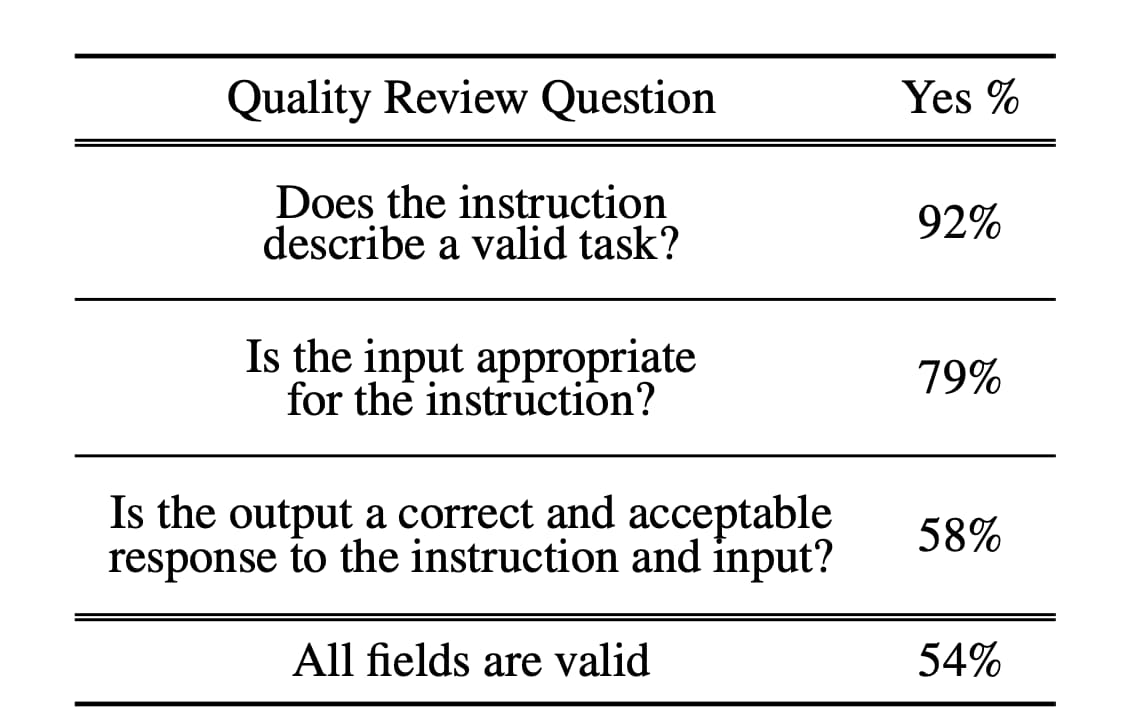 Quality Review Question Yes %
Does the instruction
describe a valid task?
92%
Is the input appropriate
for the instruction?
79%
Is the output a correct and acceptable
response to the instruction and input?
58%
All fields are valid 54%